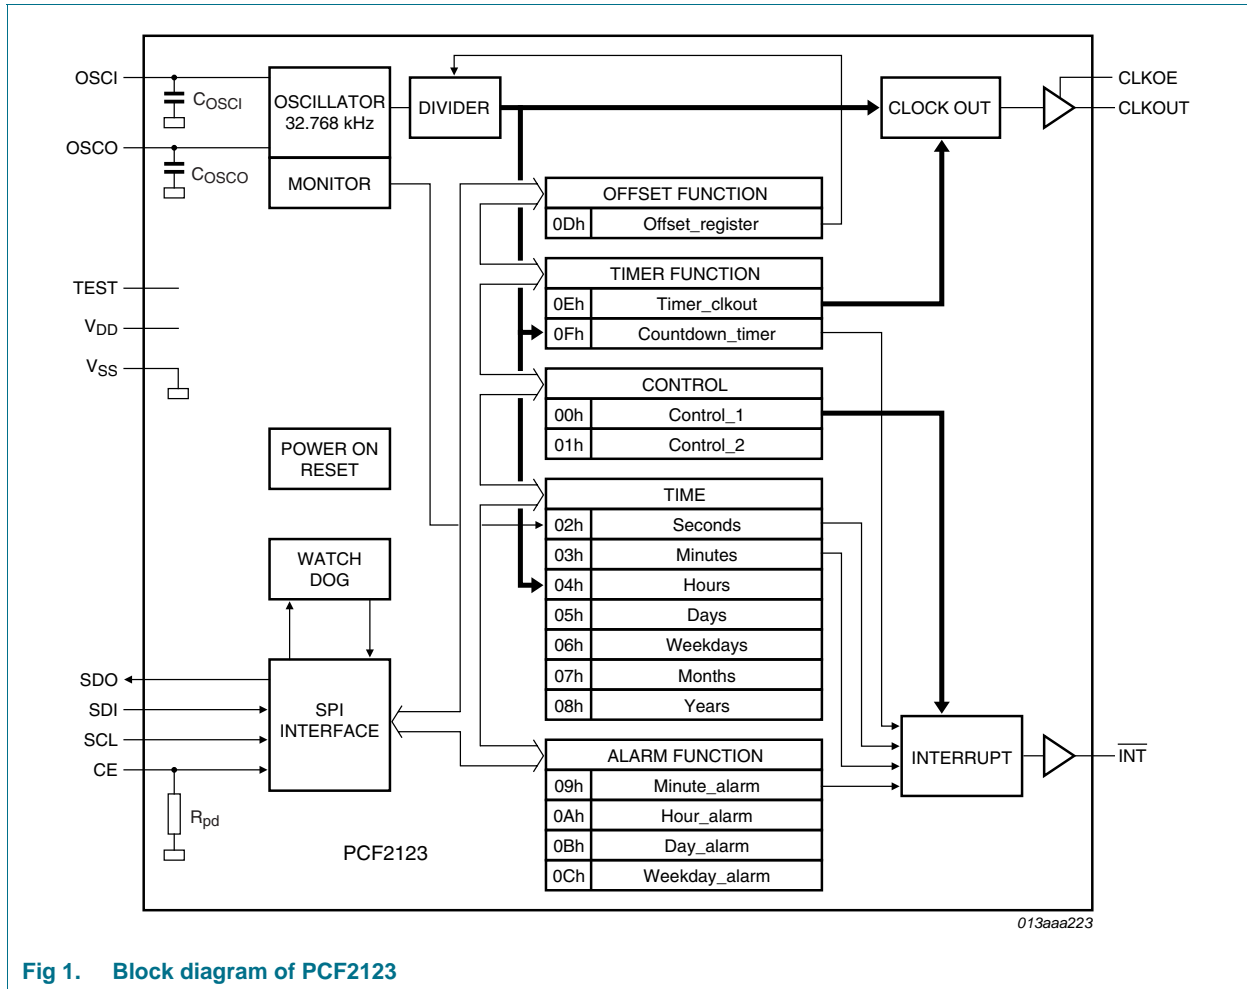 OSCI
COSCI
OSCO
COSCO
OSCILLATOR
32.768 kHz
MONITOR
DIVIDER
CLOCK OUT
CLKOE
CLKOUT
OFFSET FUNCTION
0Dh Offset_register
TEST
VDD
VSS
TIMER FUNCTION
0Eh Timer_clkout
0Fh Countdown_timer
CONTROL
00h Control_1
01h Control_2
POWER ON
RESET
TIME
02h Seconds
03h Minutes
04h Hours
05h Days
06h Weekdays
07h Months
08h Years
WATCH
DOG
SDO
SDI
SCL
CE
SPI
INTERFACE
Rpd
ALARM FUNCTION
09h Minute_alarm
0Ah Hour_alarm
0Bh Day_alarm
0Ch Weekday_alarm
INTERRUPT
INT
PCF2123
013aaa223
Fig 1. Block diagram of PCF2123